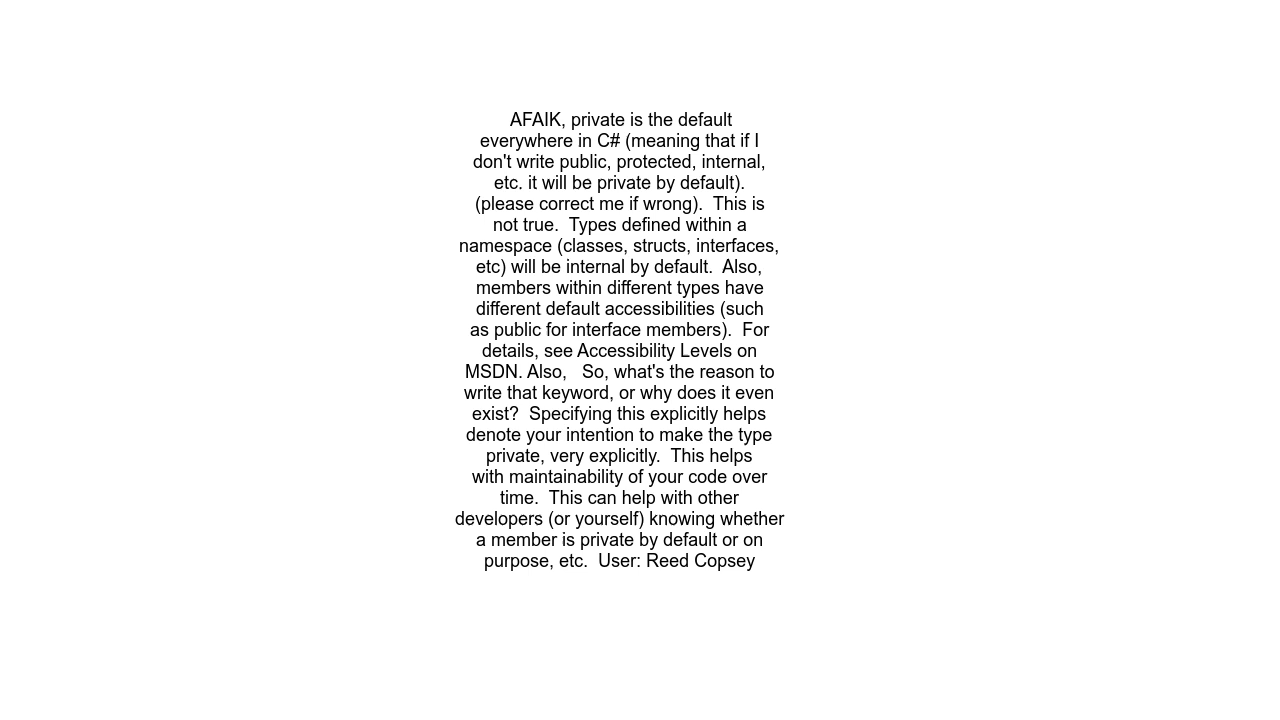 AFAIK, private is the default
everywhere in C# (meaning that if I
don't write public, protected, internal,
etc. it will be private by default).
(please correct me if wrong).  This is
not true.  Types defined within a
namespace (classes, structs, interfaces,
etc) will be internal by default.  Also,
members within different types have
different default accessibilities (such
as public for interface members).  For
details, see Accessibility Levels on
MSDN. Also,   So, what's the reason to
write that keyword, or why does it even
exist?  Specifying this explicitly helps
denote your intention to make the type
private, very explicitly.  This helps
with maintainability of your code over
time.  This can help with other
developers (or yourself) knowing whether
a member is private by default or on
purpose, etc.  User: Reed Copsey